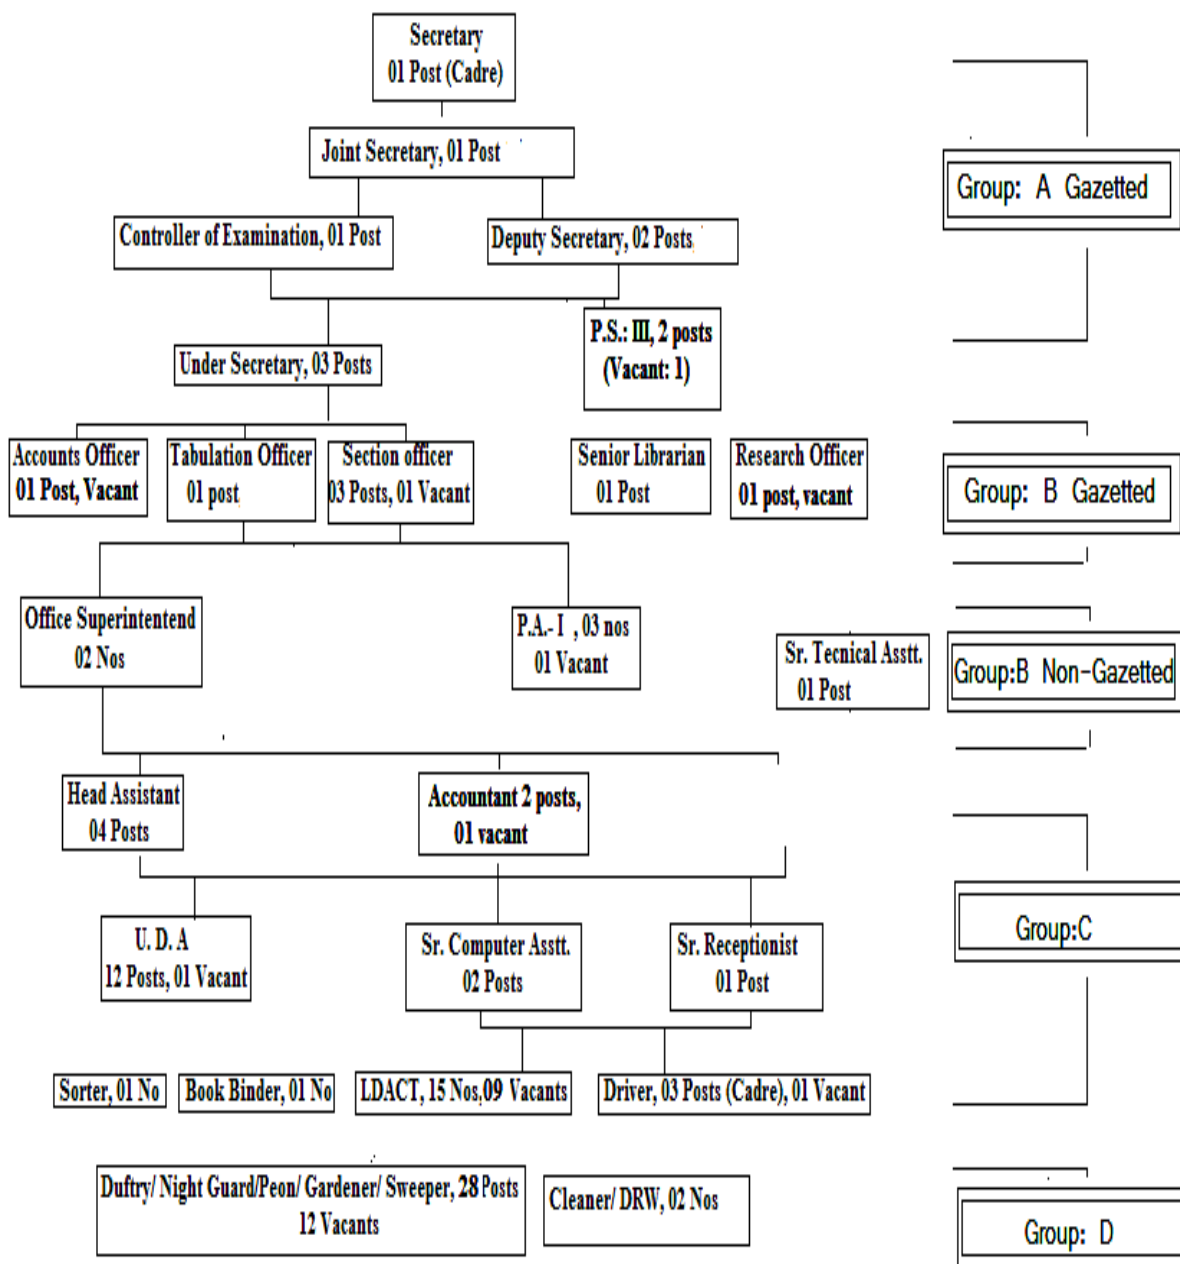 Secretary
01 Post (Cadre)
Joint Secretary, 01 Post
Group: A Gazetted
Controller of Examination, 01 Post
Deputy Secretary, 02 Posts
P.S.: III, 2 posts
(Vacant: 1)
Under Secretary, 03 Posts
Accounts Officer
01 Post, Vacant
Tabulation Officer
01 post,
Section officer
03 Posts, 01 Vacant
Senior Librarian
01 Post
Research Officer
01 post, vacant
Group: B Gazetted
Office Superintentend
02 Nos
P.A.- I , 03 nos
01 Vacant
Sr. Tecnical Asstt.
01 Post
Group:B Non-Gazetted
Head Assistant
04 Posts
Accountant 2 posts,
01 vacant
Group:C
U. D. A
12 Posts, 01 Vacant
Sr. Computer Asstt.
02 Posts
Sr. Receptionist
01 Post
Sorter, 01 No
Book Binder, 01 No
LDACT, 15 Nos,09 Vacants
Driver, 03 Posts (Cadre), 01 Vacant
Duftry/ Night Guard/Peon/ Gardener/ Sweeper, 28 Posts
12 Vacants
Cleaner/ DRW, 02 Nos
Group: D